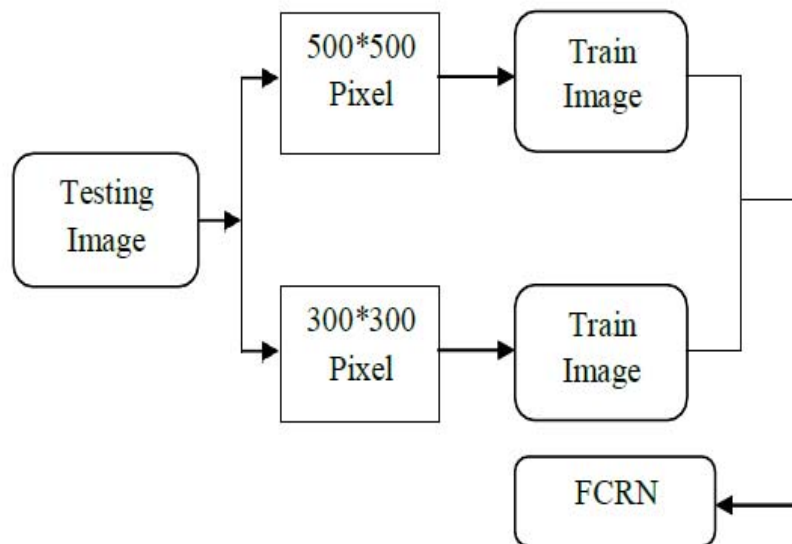 Testing
Image
500*500
Pixel
Train
Image
300*300
Pixel
Train
Image
FCRN